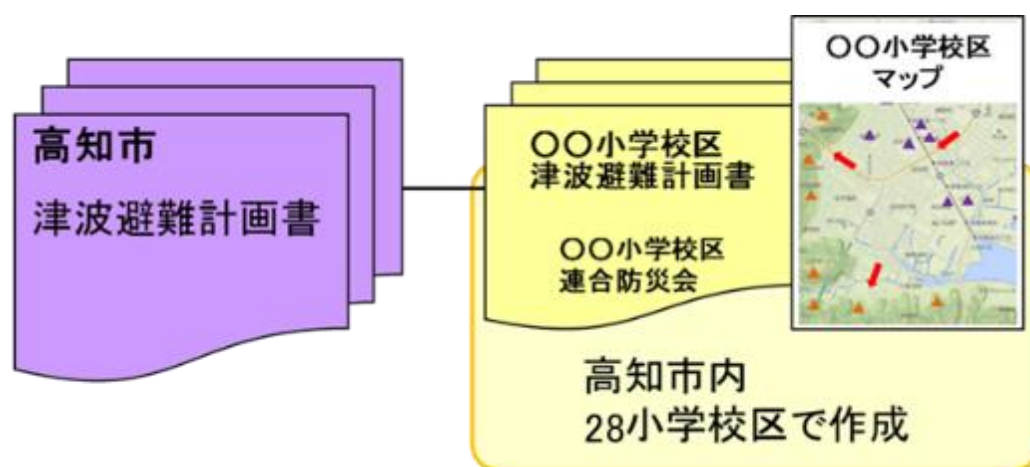 高知市
津波避難計画書
〇〇小学校区
津波避難計画書
〇〇小学校区
連合防災会
〇〇小学校区
マップ
高知市内
28小学校区で作成